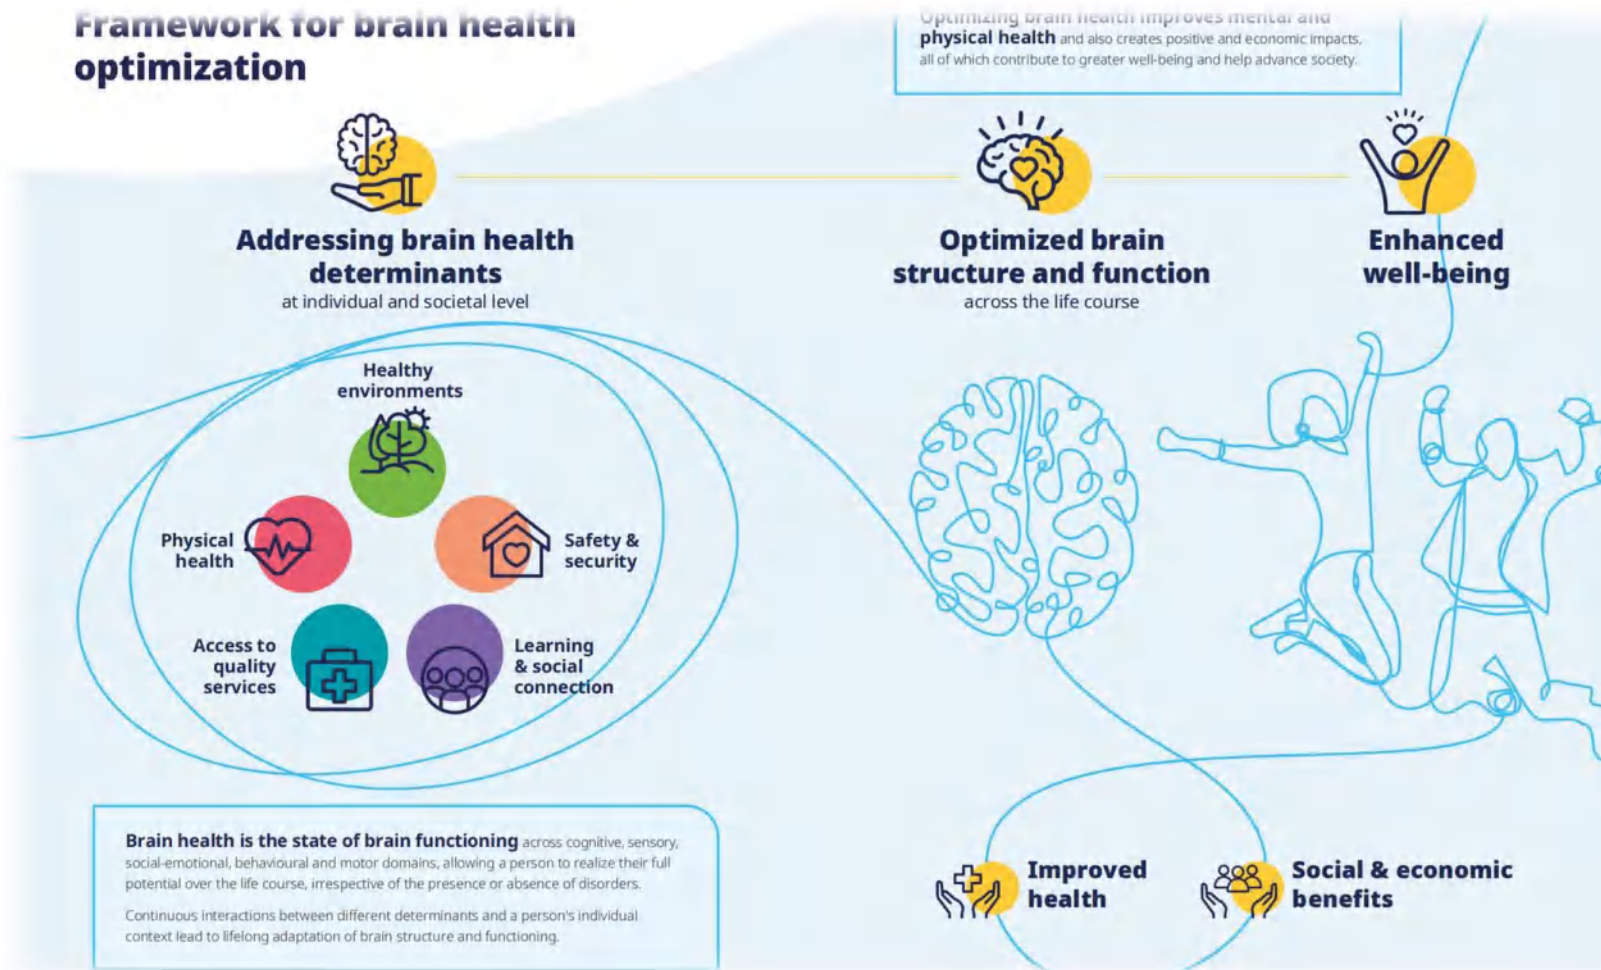 Framework for brain health
optimization
Optimizing brain health improves mental and
physical health and also creates positive and economic impacts,
all of which contribute to greater well-being and help advance society.
Addressing brain health
determinants
at individual and societal level
Optimized brain
structure and function
across the life course
Enhanced
well-being
Healthy
environments
Physical
health
Safety &
security
Access to
quality
services
Learning
& social
connection
Brain health is the state of brain functioning across cognitive, sensory,
social-emotional, behavioural and motor domains, allowing a person to realize their full
potential over the life course, irrespective of the presence or absence of disorders.
Continuous interactions between different determinants and a person's individual
context lead to lifelong adaptation of brain structure and functioning.
Improved
health
Social & economic
benefits